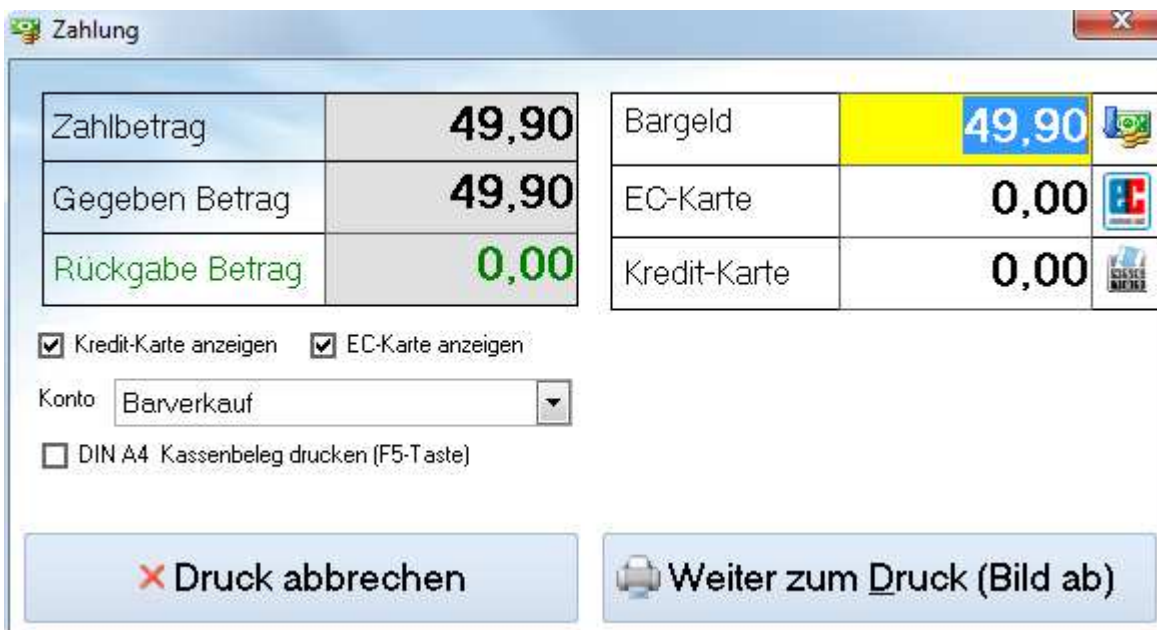 Zahlung
Zahlbetrag 49,90
Gegeben Betrag 49,90
Rückgabe Betrag 0,00
Bargeld 49,90
EC-Karte 0,00
Kredit-Karte 0,00
Kredit-Karte anzeigen EC-Karte anzeigen
Konto Barverkauf
DIN A4 Kassenbeleg drucken (F5-Taste)
Druck abbrechen
Weiter zum Druck (Bild ab)